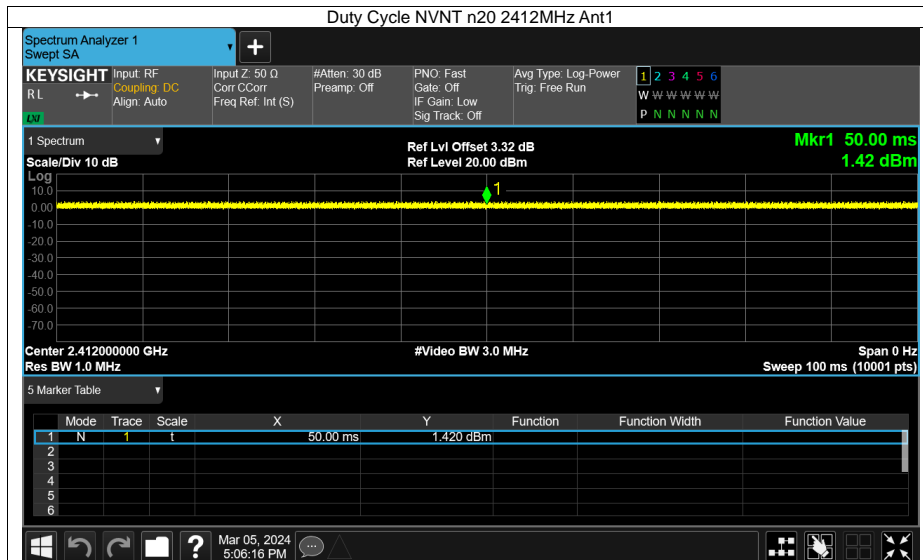 Duty Cycle NVNT n20 2412MHz Ant1
Spectrum Analyzer 1
Swept SA
+
KEYSIGHT Input: RF Input Z: 50 Ω #Atten: 30 dB PNO: Fast Avg Type: Log-Power 1 2 3 4 5 6
RL Coupling: DC Corr CCorr Preamp: Off Gate: Off Trig: Free Run W W W W W W
Align: Auto Freq Ref: Int (S) IF Gain: Low
LXI Sig Track: Off P N N N N N
1 Spectrum
Ref Lvl Offset 3.32 dB Mkr1 50.00 ms
Scale/Div 10 dB Ref Level 20.00 dBm 1.42 dBm
Log
10.0 1
0.00
-10.0
-20.0
-30.0
-40.0
-50.0
-60.0
-70.0
Center 2.412000000 GHz #Video BW 3.0 MHz Span 0 Hz
Res BW 1.0 MHz Sweep 100 ms (10001 pts)
5 Marker Table
Mode Trace Scale X Y Function Function Width Function Value
1 N 1 t 50.00 ms 1.420 dBm
2
3
4
5
6
? Mar 05, 2024
5:06:16 PM